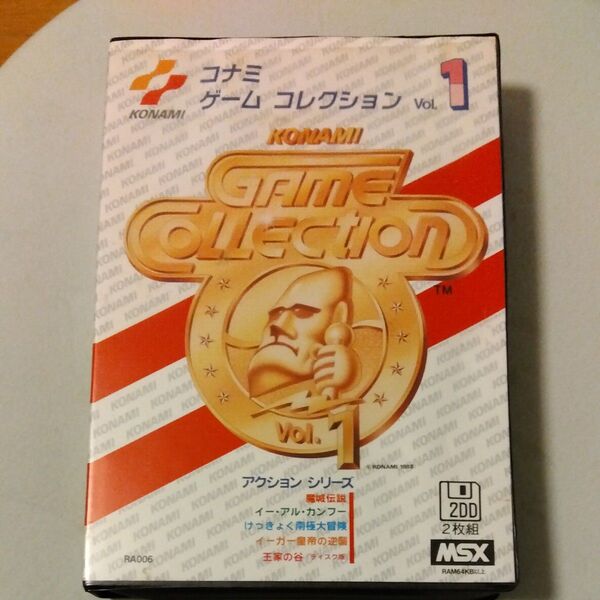 KONAMI
コナミ
ゲーム コレクション Vol. 1
KONAMI
GAME
COLLECTION
TM
Vol. 1
© KONAMI 1988
アクション シリーズ
魔城伝説
イー・アル・カンフー
けっきょく南極大冒険
イーガー皇帝の逆襲
王家の谷(ディスク版)
2DD
2枚組
MSX
RAM64KB以上
RA006